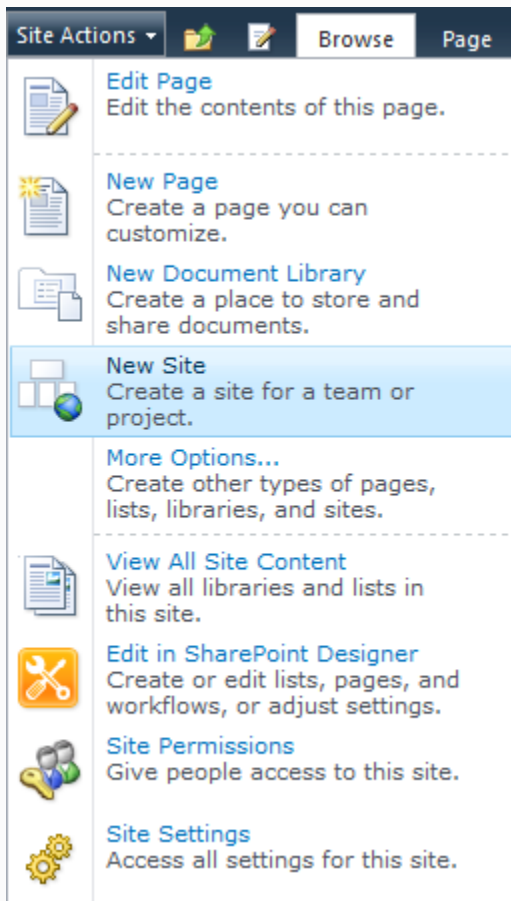 Site Actions Browse Page
Edit Page
Edit the contents of this page.
New Page
Create a page you can
customize.
New Document Library
Create a place to store and
share documents.
New Site
Create a site for a team or
project.
More Options...
Create other types of pages,
lists, libraries, and sites.
View All Site Content
View all libraries and lists in
this site.
Edit in SharePoint Designer
Create or edit lists, pages, and
workflows, or adjust settings.
Site Permissions
Give people access to this site.
Site Settings
Access all settings for this site.